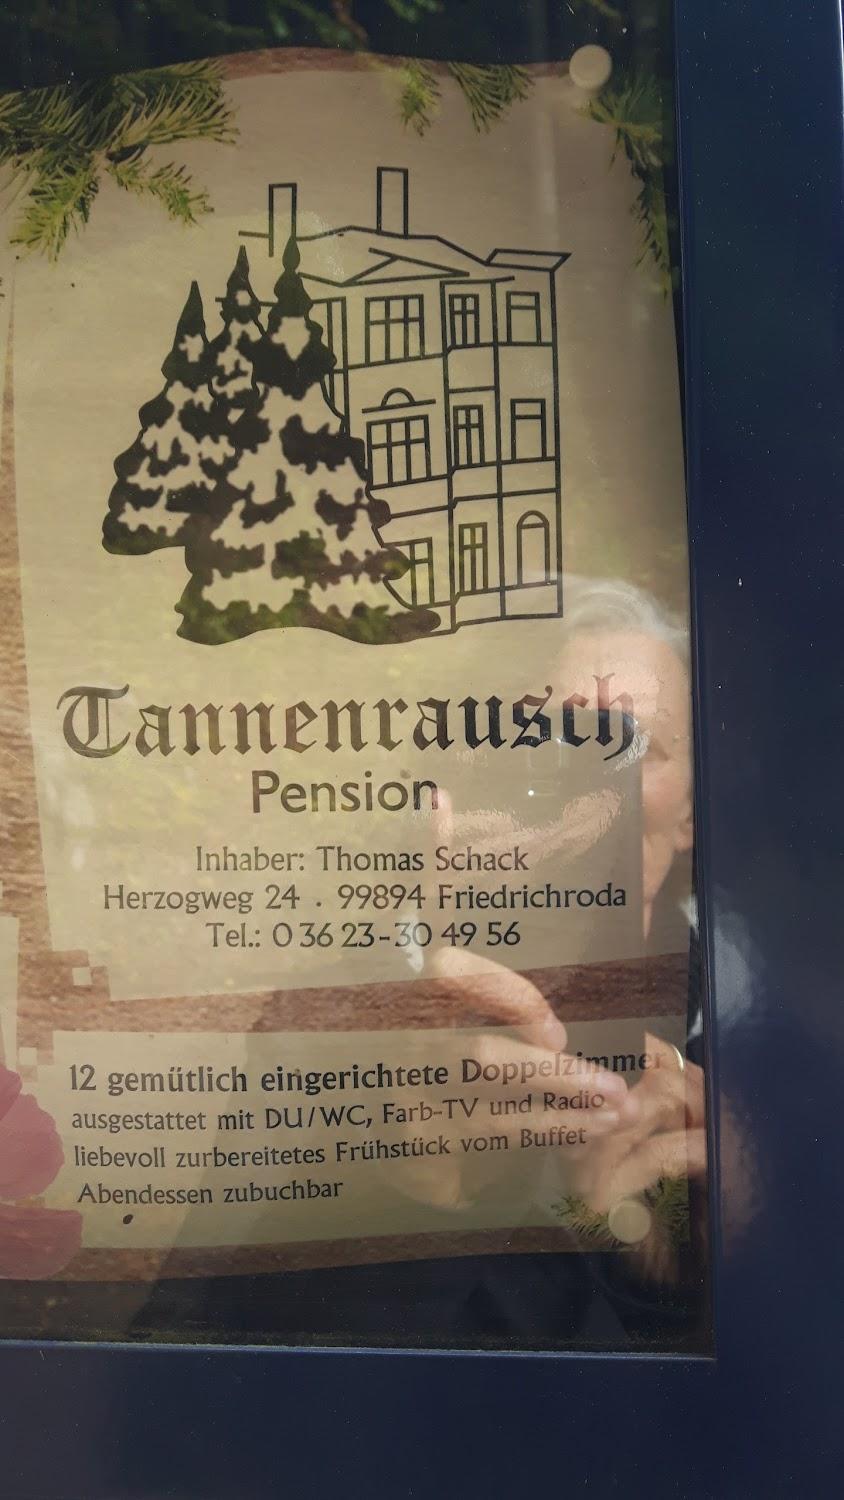 Tannenrausch
Pension
Inhaber: Thomas Schack
Herzogweg 24 . 99894 Friedrichroda
Tel.: 0 36 23-30 49 56
12 gemütlich eingerichtete Doppelzimmer
ausgestattet mit DU/WC, Farb-TV und Radio
liebevoll zurbereitetes Frühstück vom Buffet
Abendessen zubuchbar